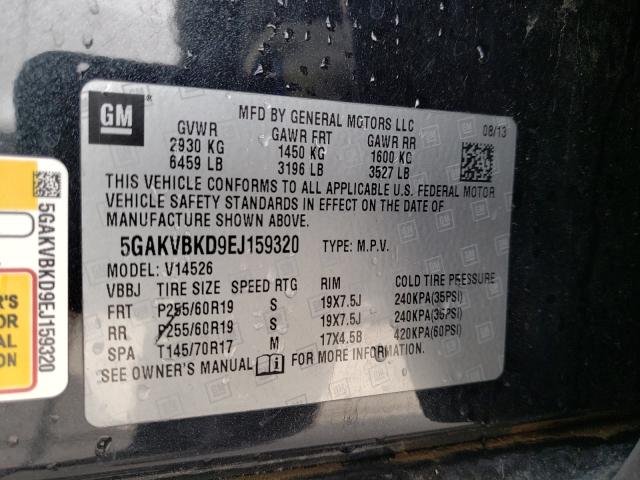 GM
MFD BY GENERAL MOTORS LLC
08/13
GVWR GAWR FRT GAWR RR
2930 KG 1450 KG 1600 KG
6459 LB 3196 LB 3527 LB
THIS VEHICLE CONFORMS TO ALL APPLICABLE U.S. FEDERAL MOTOR
VEHICLE SAFETY STANDARDS IN EFFECT ON THE DATE OF
MANUFACTURE SHOWN ABOVE.
5GAKVBKD9EJ159320 TYPE: M.P.V.
MODEL: V14526
VBBJ TIRE SIZE SPEED RTG RIM COLD TIRE PRESSURE
FRT P255/60R19 S 19X7.5J 240KPA(35PSI)
RR P255/60R19 S 19X7.5J 240KPA(35PSI)
SPA T145/70R17 M 17X4.5B 420KPA(60PSI)
SEE OWNER'S MANUAL FOR MORE INFORMATION.
5GAKVBKD9EJ159320